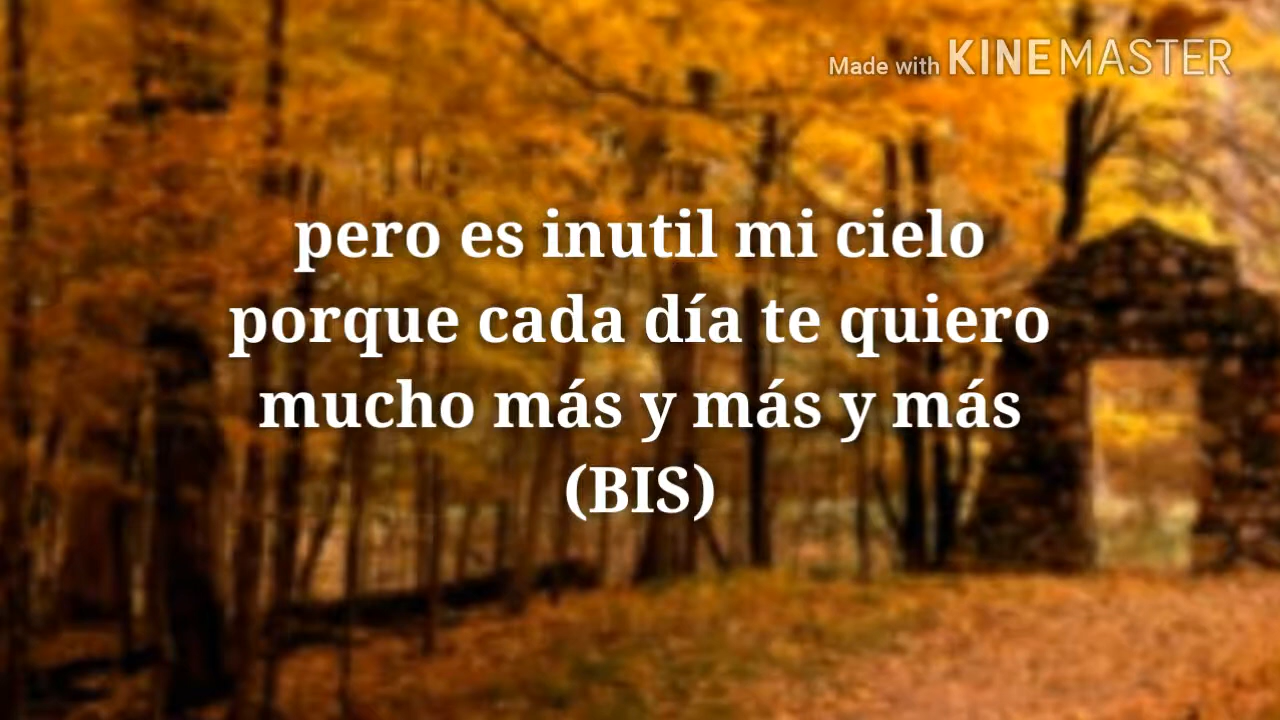 Made with KINEMASTER
pero es inutil mi cielo
porque cada día te quiero
mucho más y más y más
(BIS)